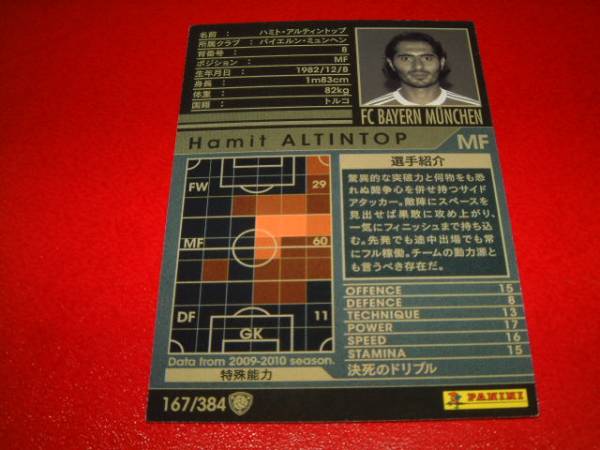 名前： ハミト・アルティントップ
所属クラブ： バイエルン・ミュンヘン
背番号： 8
ポジション： MF
生年月日： 1982/12/8
身長： 1m83cm
体重： 82kg
国籍： トルコ
FC BAYERN MÜNCHEN
Hamit ALTINTOP MF
FW 29
MF 60
DF 11
GK
Data from 2009-2010 season.
選手紹介
驚異的な突破力と何物をも恐
れぬ闘争心を併せ持つサイド
アタッカー。敵陣にスペースを
見出せば果敢に攻め上がり、
一気にフィニッシュまで持ち込
む。先発でも途中出場でも常
にフル稼働。チームの動力源と
も言うべき存在だ。
OFFENCE 15
DEFENCE 8
TECHNIQUE 13
POWER 17
SPEED 16
STAMINA 15
特殊能力 決死のドリブル
167/384 PANINI